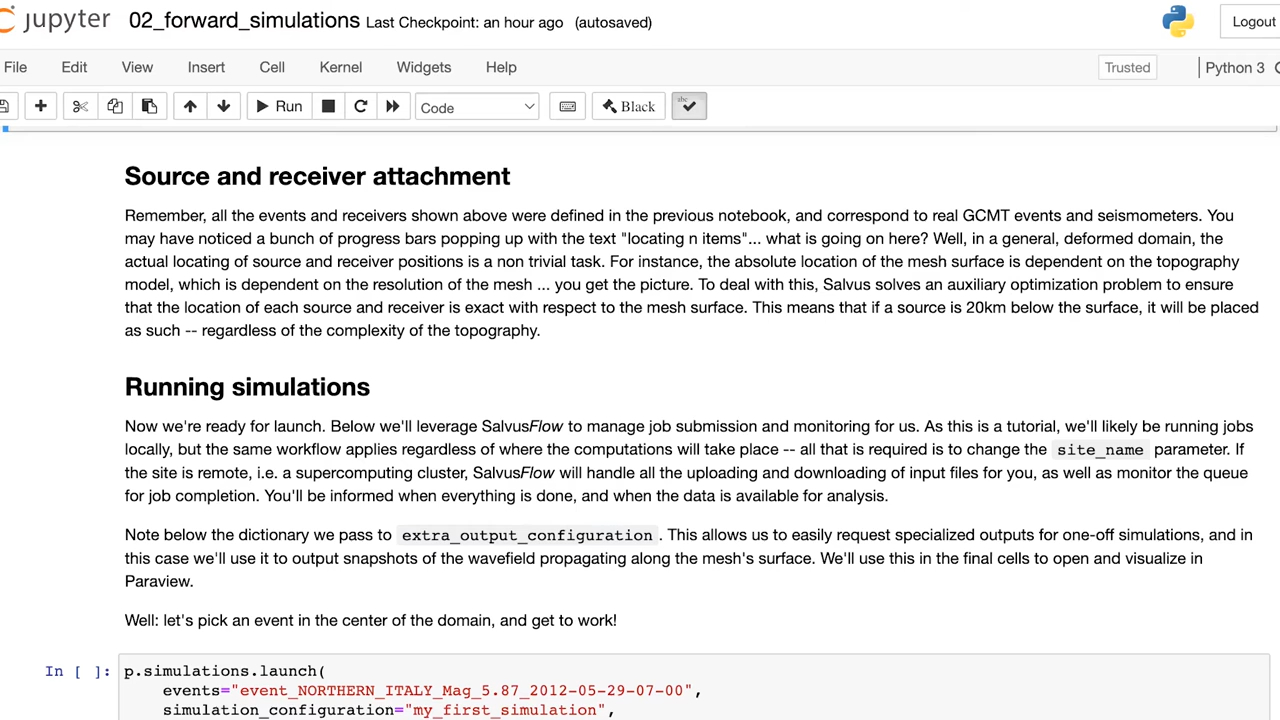 jupyter 02_forward_simulations Last Checkpoint: an hour ago (autosaved)
Logout
File Edit View Insert Cell Kernel Widgets Help
Trusted Python 3
Run Code Black abc
Source and receiver attachment
Remember, all the events and receivers shown above were defined in the previous notebook, and correspond to real GCMT events and seismometers. You
may have noticed a bunch of progress bars popping up with the text "locating n items"... what is going on here? Well, in a general, deformed domain, the
actual locating of source and receiver positions is a non trivial task. For instance, the absolute location of the mesh surface is dependent on the topography
model, which is dependent on the resolution of the mesh ... you get the picture. To deal with this, Salvus solves an auxiliary optimization problem to ensure
that the location of each source and receiver is exact with respect to the mesh surface. This means that if a source is 20km below the surface, it will be placed
as such -- regardless of the complexity of the topography.
Running simulations
Now we're ready for launch. Below we'll leverage SalvusFlow to manage job submission and monitoring for us. As this is a tutorial, we'll likely be running jobs
locally, but the same workflow applies regardless of where the computations will take place -- all that is required is to change the site_name parameter. If
the site is remote, i.e. a supercomputing cluster, SalvusFlow will handle all the uploading and downloading of input files for you, as well as monitor the queue
for job completion. You'll be informed when everything is done, and when the data is available for analysis.
Note below the dictionary we pass to extra_output_configuration. This allows us to easily request specialized outputs for one-off simulations, and in
this case we'll use it to output snapshots of the wavefield propagating along the mesh's surface. We'll use this in the final cells to open and visualize in
Paraview.
Well: let's pick an event in the center of the domain, and get to work!
In [ ]: p.simulations.launch(
events="event_NORTHERN_ITALY_Mag_5.87_2012-05-29-07-00",
simulation_configuration="my_first_simulation",